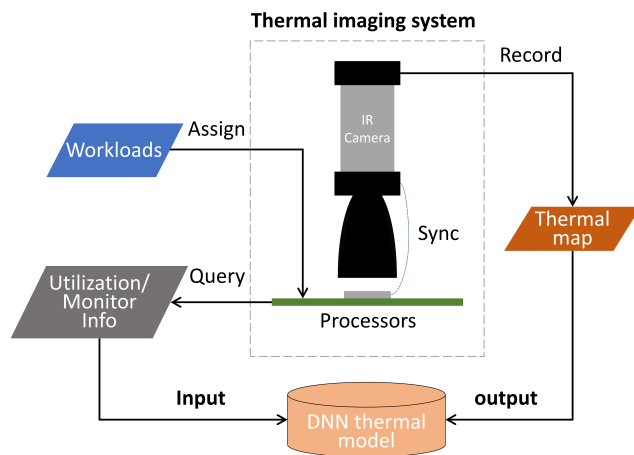 Thermal imaging system
Record
IR
Camera
Assign
Workloads
Thermal
map
Sync
Query
Utilization/
Monitor
Info
Processors
Input
output
DNN thermal
model